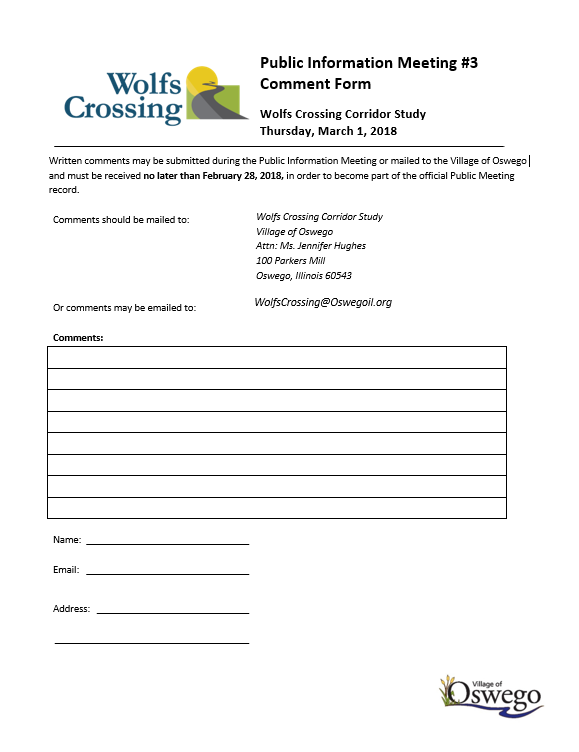 Wolfs
Crossing
Public Information Meeting #3
Comment Form
Wolfs Crossing Corridor Study
Thursday, March 1, 2018
Written comments may be submitted during the Public Information Meeting or mailed to the Village of Oswego
and must be received no later than February 28, 2018, in order to become part of the official Public Meeting
record.
Comments should be mailed to:
Wolfs Crossing Corridor Study
Village of Oswego
Attn: Ms. Jennifer Hughes
100 Parkers Mill
Oswego, Illinois 60543
Or comments may be emailed to:
WolfsCrossing@Oswegoil.org
Comments:
Name:
Email:
Address:
Village of
Oswego